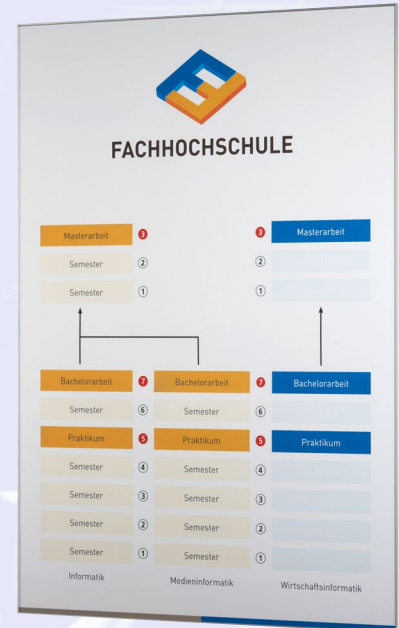 FACHHOCHSCHULE
Masterarbeit 3 3 Masterarbeit
Semester 2 2
Semester 1 1
Bachelorarbeit 7 Bachelorarbeit 7 Bachelorarbeit
Semester 6 Semester 6
Praktikum 5 Praktikum 5 Praktikum
Semester 4 Semester 4
Semester 3 Semester 3
Semester 2 Semester 2
Semester 1 Semester 1
Informatik Medieninformatik Wirtschaftsinformatik